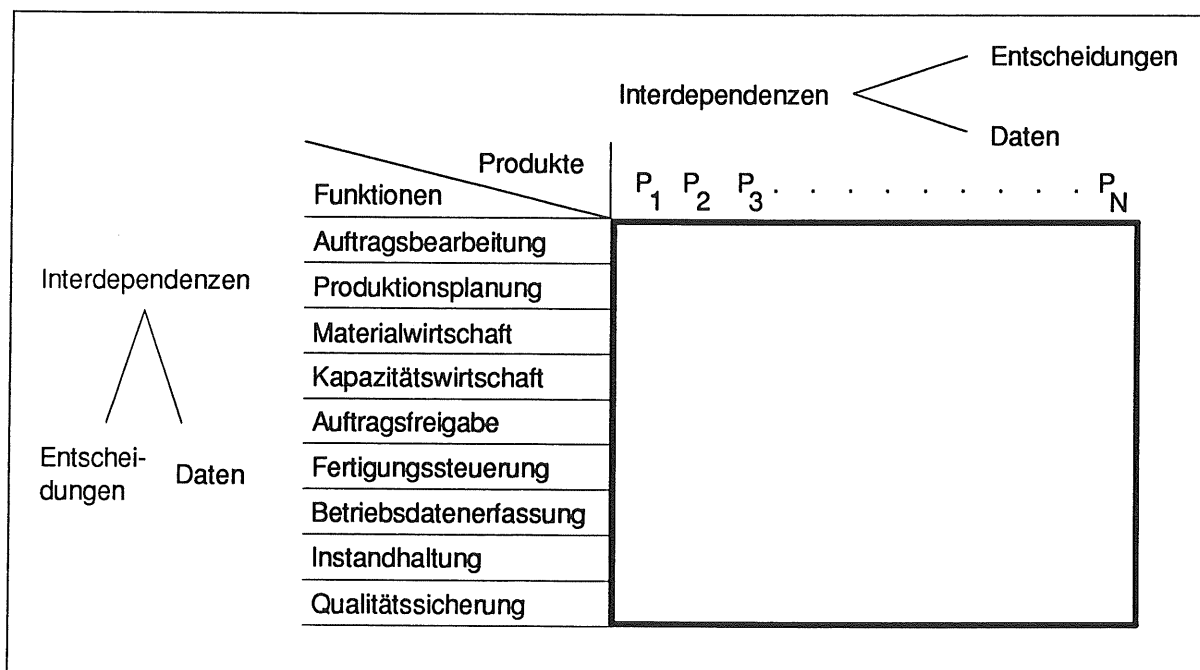 Entscheidungen
Interdependenzen
Daten
Produkte
P1 P2 P3 . . . . . . . . . PN
Funktionen
Auftragsbearbeitung
Produktionsplanung
Materialwirtschaft
Kapazitätswirtschaft
Auftragsfreigabe
Fertigungssteuerung
Betriebsdatenerfassung
Instandhaltung
Qualitätssicherung
Interdependenzen
Entschei-
dungen
Daten